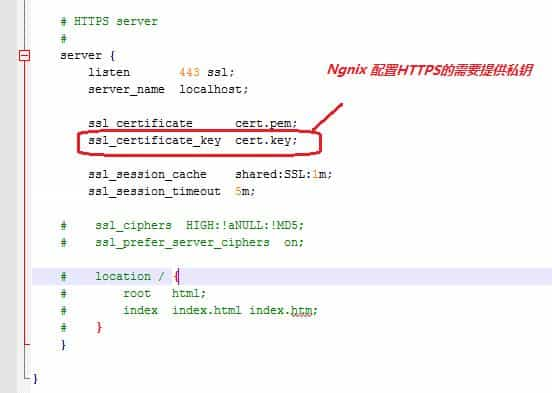 # HTTPS server
#
server {
listen 443 ssl;
server_name localhost;
Ngnix 配置HTTPS的需要提供私钥
ssl_certificate cert.pem;
ssl_certificate_key cert.key;
ssl_session_cache shared:SSL:1m;
ssl_session_timeout 5m;
# ssl_ciphers HIGH:!aNULL:!MD5;
# ssl_prefer_server_ciphers on;
# location / {
# root html;
# index index.html index.htm;
# }
}
}